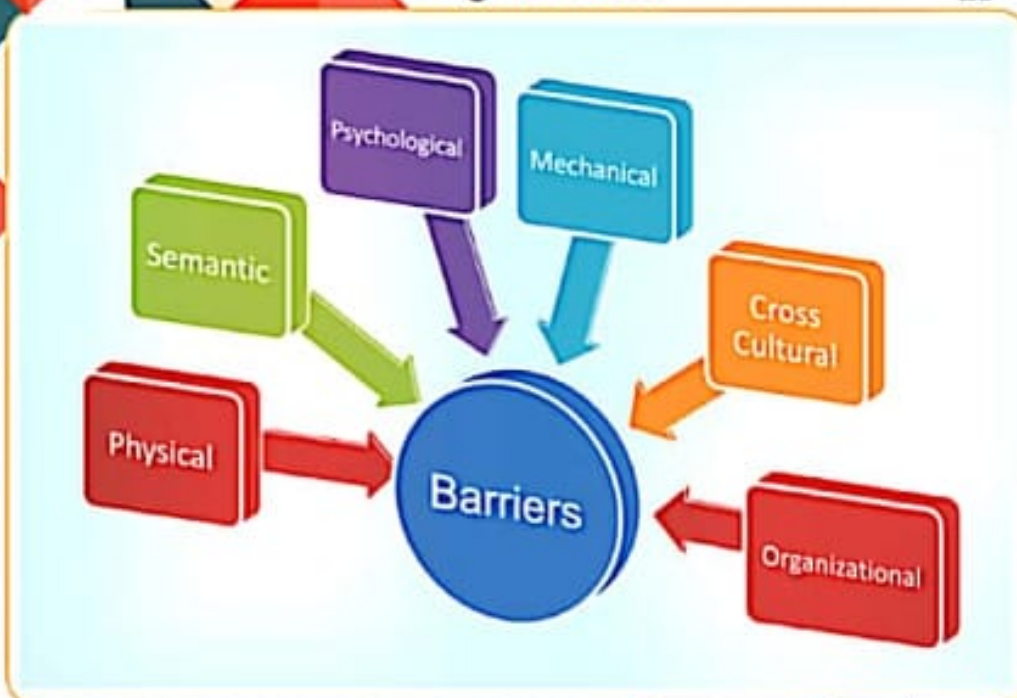 Psychological
Mechanical
Semantic
Cross
Cultural
Physical
Barriers
Organizational